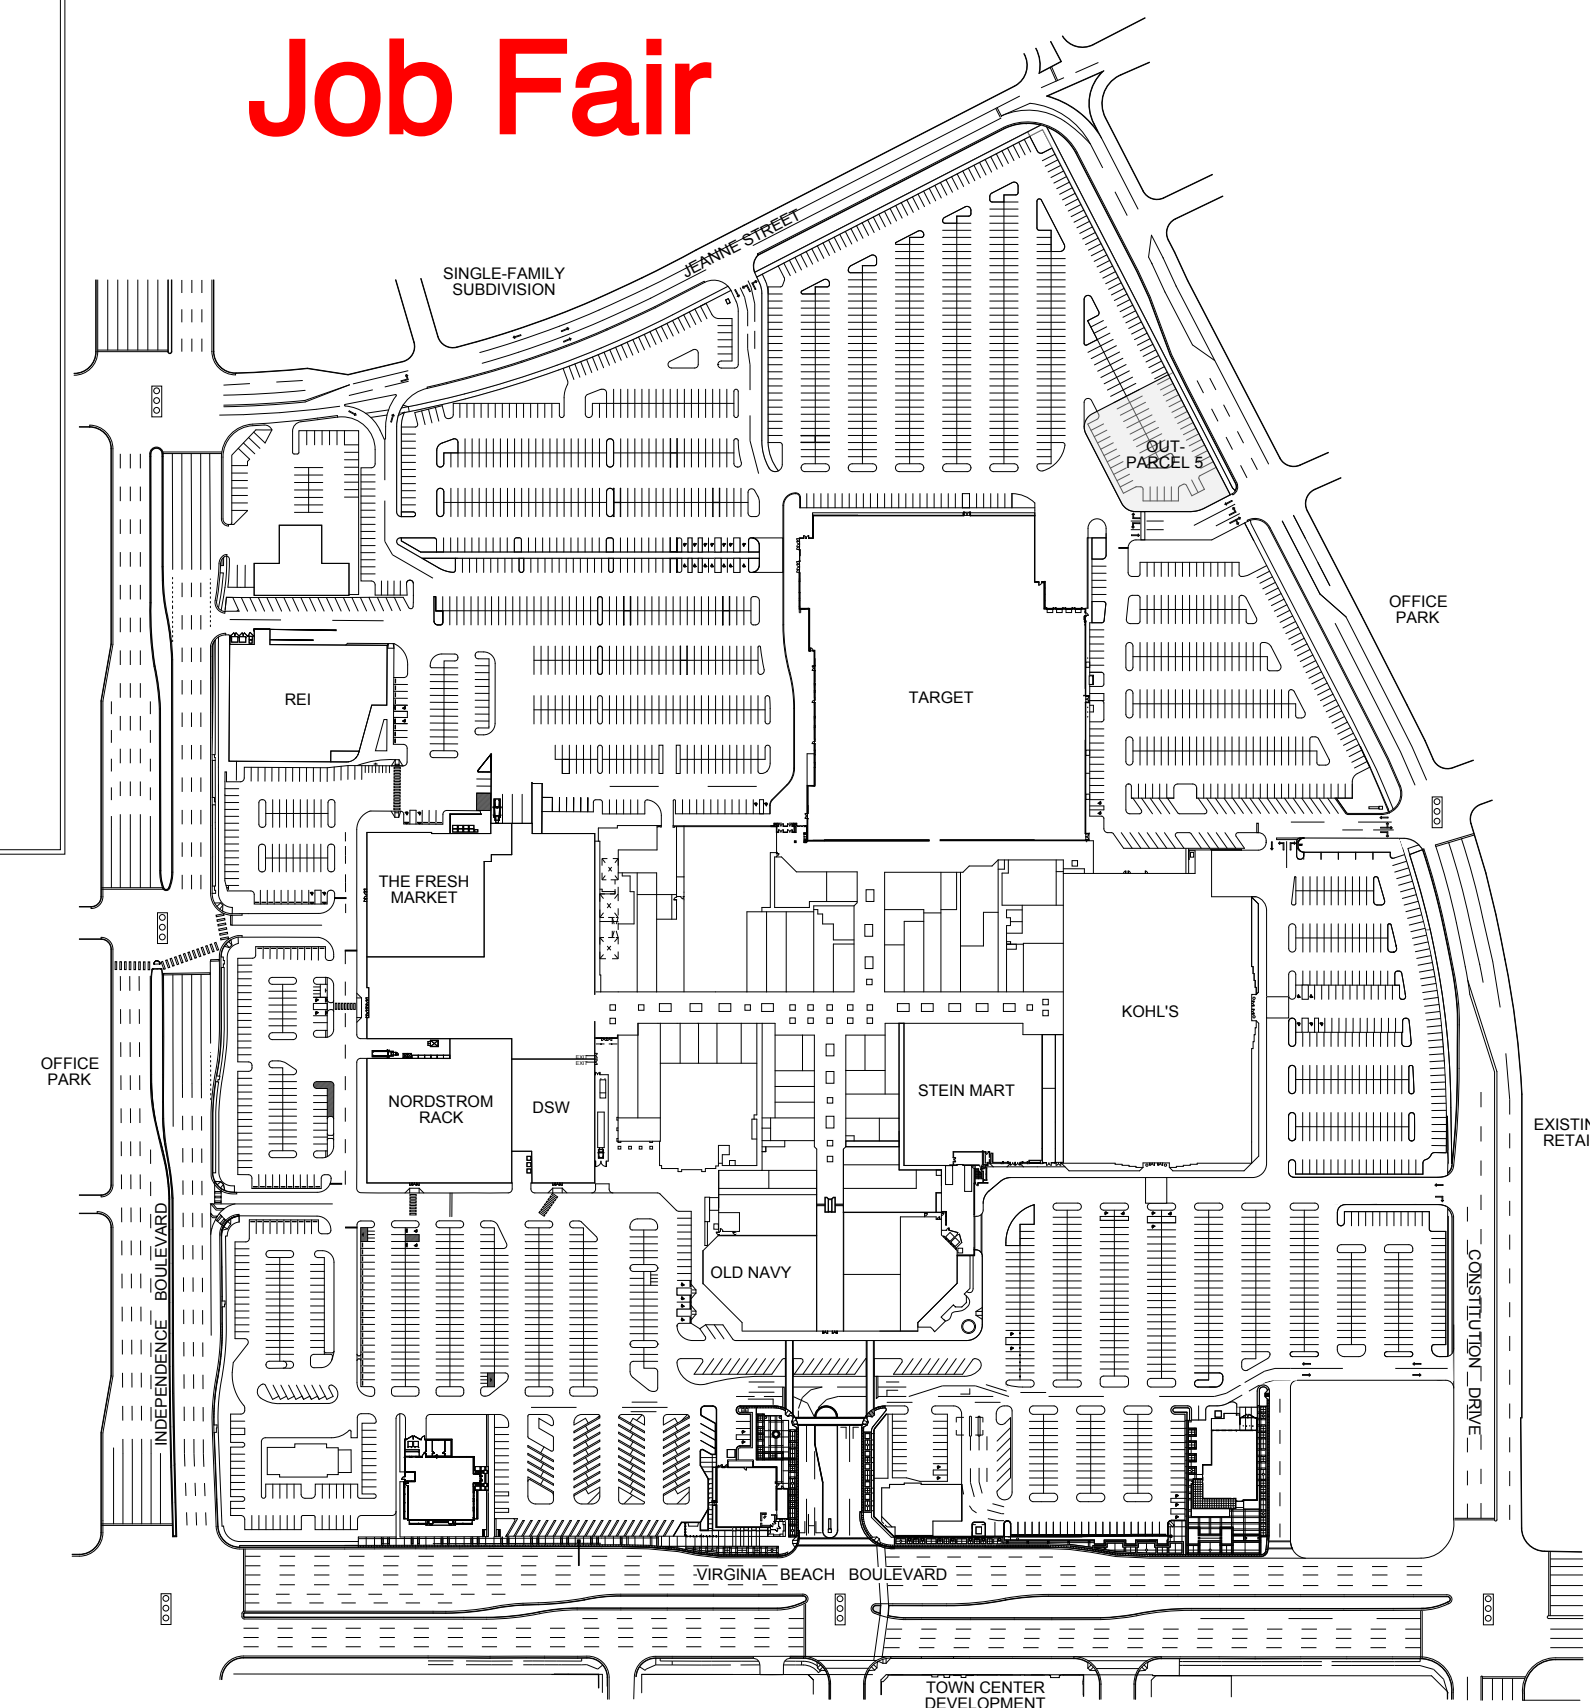 Job Fair
JEANNE STREET
SINGLE-FAMILY
SUBDIVISION
OUT-
PARCEL 5
OFFICE
PARK
REI
TARGET
THE FRESH
MARKET
KOHL'S
OFFICE
PARK
NORDSTROM
RACK
DSW
STEIN MART
EXISTIN
RETAI
INDEPENDENCE BOULEVARD
OLD NAVY
CONSTITUTION DRIVE
VIRGINIA BEACH BOULEVARD
TOWN CENTER
DEVELOPMENT